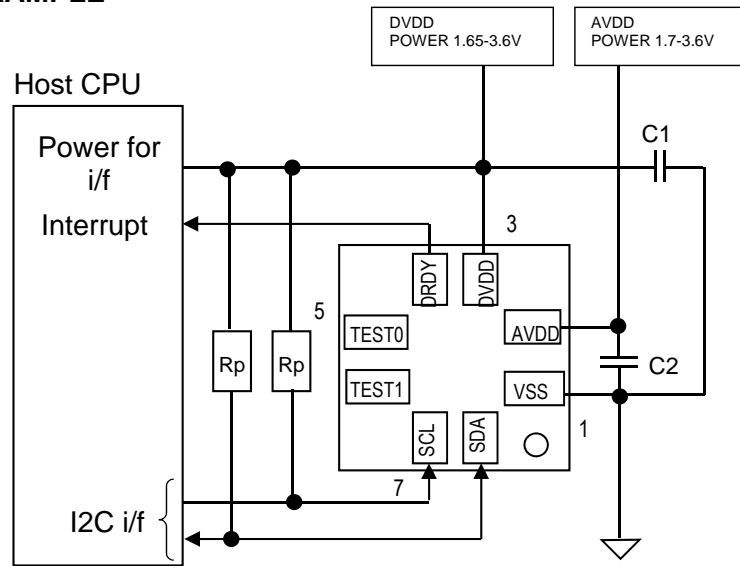 DVDD
POWER 1.65-3.6V
AVDD
POWER 1.7-3.6V
Host CPU
Power for
i/f
Interrupt
C1
3
DRDY
DVDD
5
TEST0
AVDD
Rp
Rp
C2
TEST1
VSS
SCL
SDA
1
7
I2C i/f